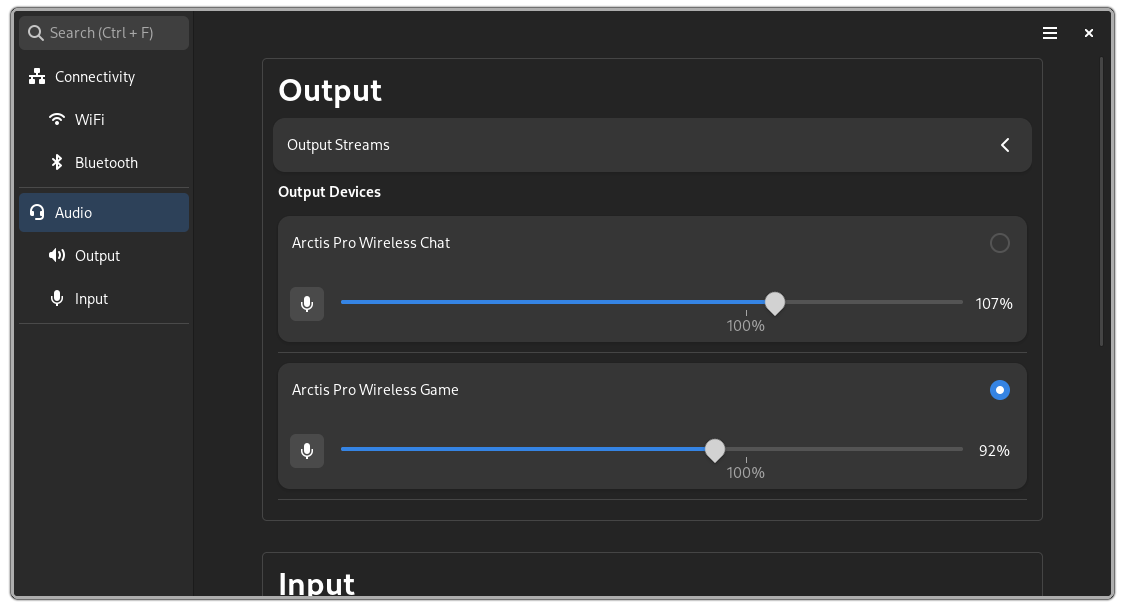 Search (Ctrl + F)
Connectivity
WiFi
Bluetooth
Audio
Output
Input
Output
Output Streams
Output Devices
Arctis Pro Wireless Chat
107%
100%
Arctis Pro Wireless Game
92%
100%
Input